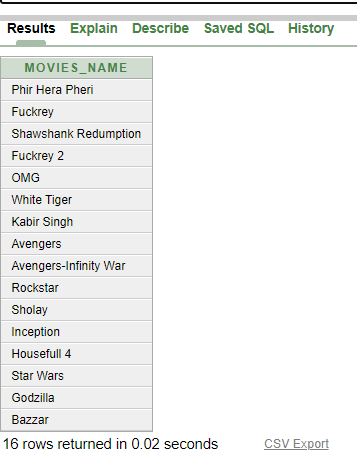 Results Explain Describe Saved SQL History
MOVIES_NAME
Phir Hera Pheri
Fuckrey
Shawshank Redumption
Fuckrey 2
OMG
White Tiger
Kabir Singh
Avengers
Avengers-Infinity War
Rockstar
Sholay
Inception
Housefull 4
Star Wars
Godzilla
Bazzar
16 rows returned in 0.02 seconds CSV Export